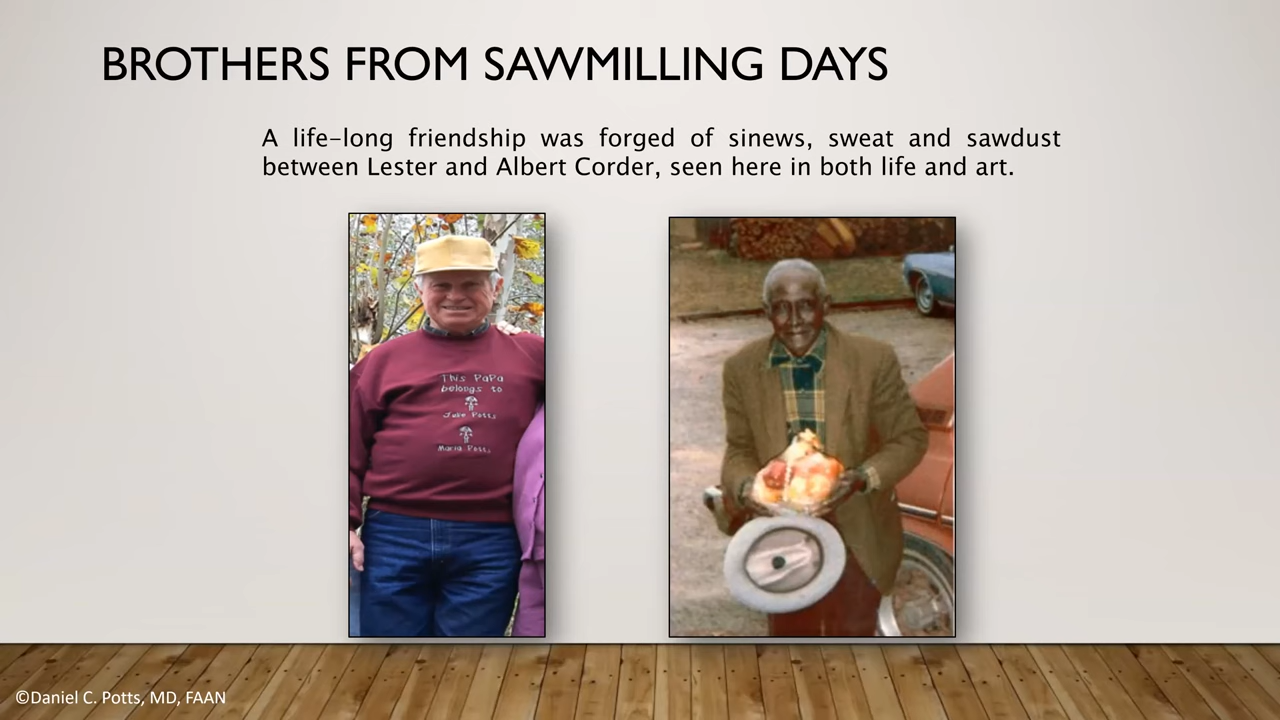 BROTHERS FROM SAWMILLING DAYS
A life-long friendship was forged of sinews, sweat and sawdust
between Lester and Albert Corder, seen here in both life and art.
This PaPa
belongs to
Jake Potts
Maria Potts
©Daniel C. Potts, MD, FAAN